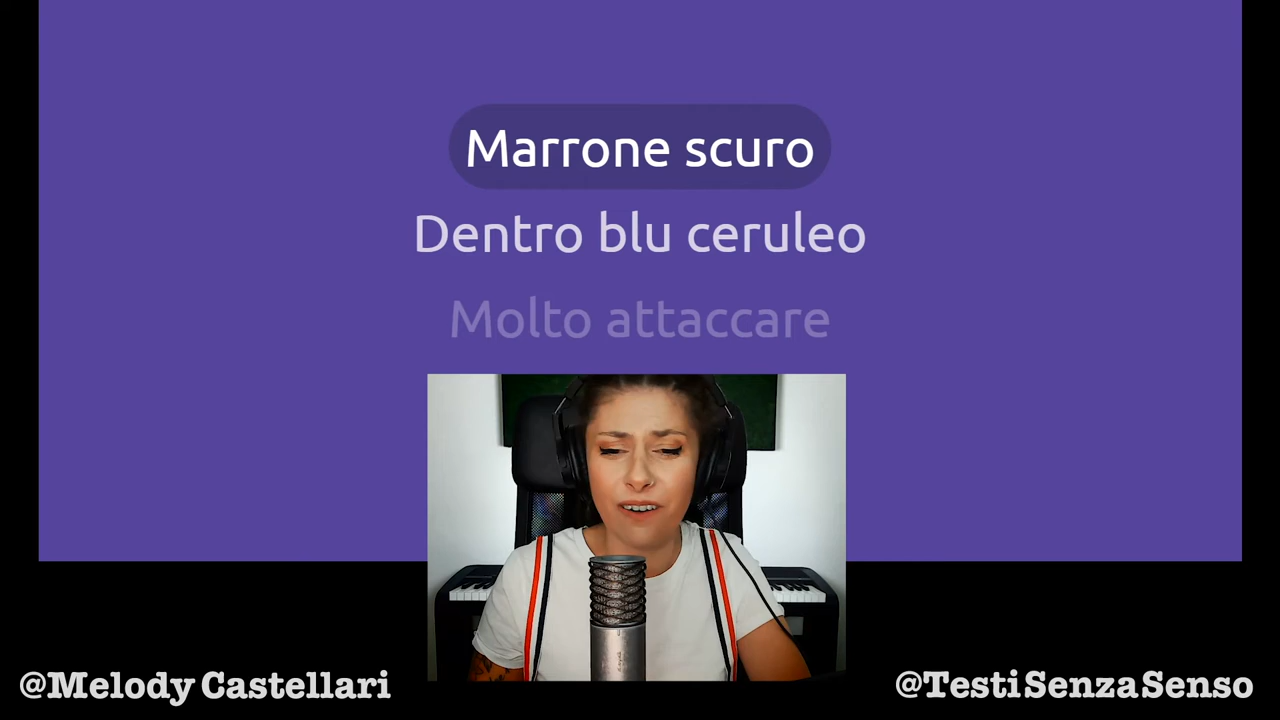 Marrone scuro
Dentro blu ceruleo
Molto attaccare
@Melody Castellari
@TestiSenzaSenso